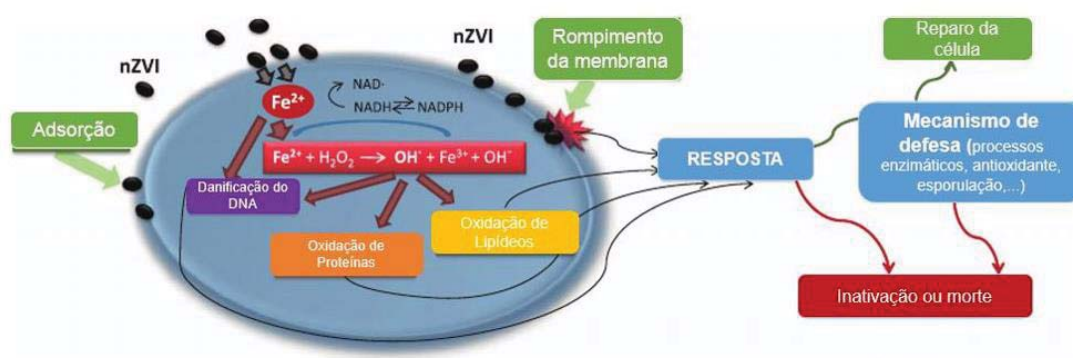 nZVI
nZVI
Rompimento
da membrana
Reparo da
célula
Adsorção
Fe²⁺
NAD·
NADH⇌NADPH
Mecanismo de
defesa (processos
enzimáticos, antioxidante,
esporulação,...)
RESPOSTA
Fe²⁺ + H₂O₂ → OH· + Fe³⁺ + OH⁻
Danificação do
DNA
Oxidação de
Lipídeos
Oxidação de
Proteínas
Inativação ou morte